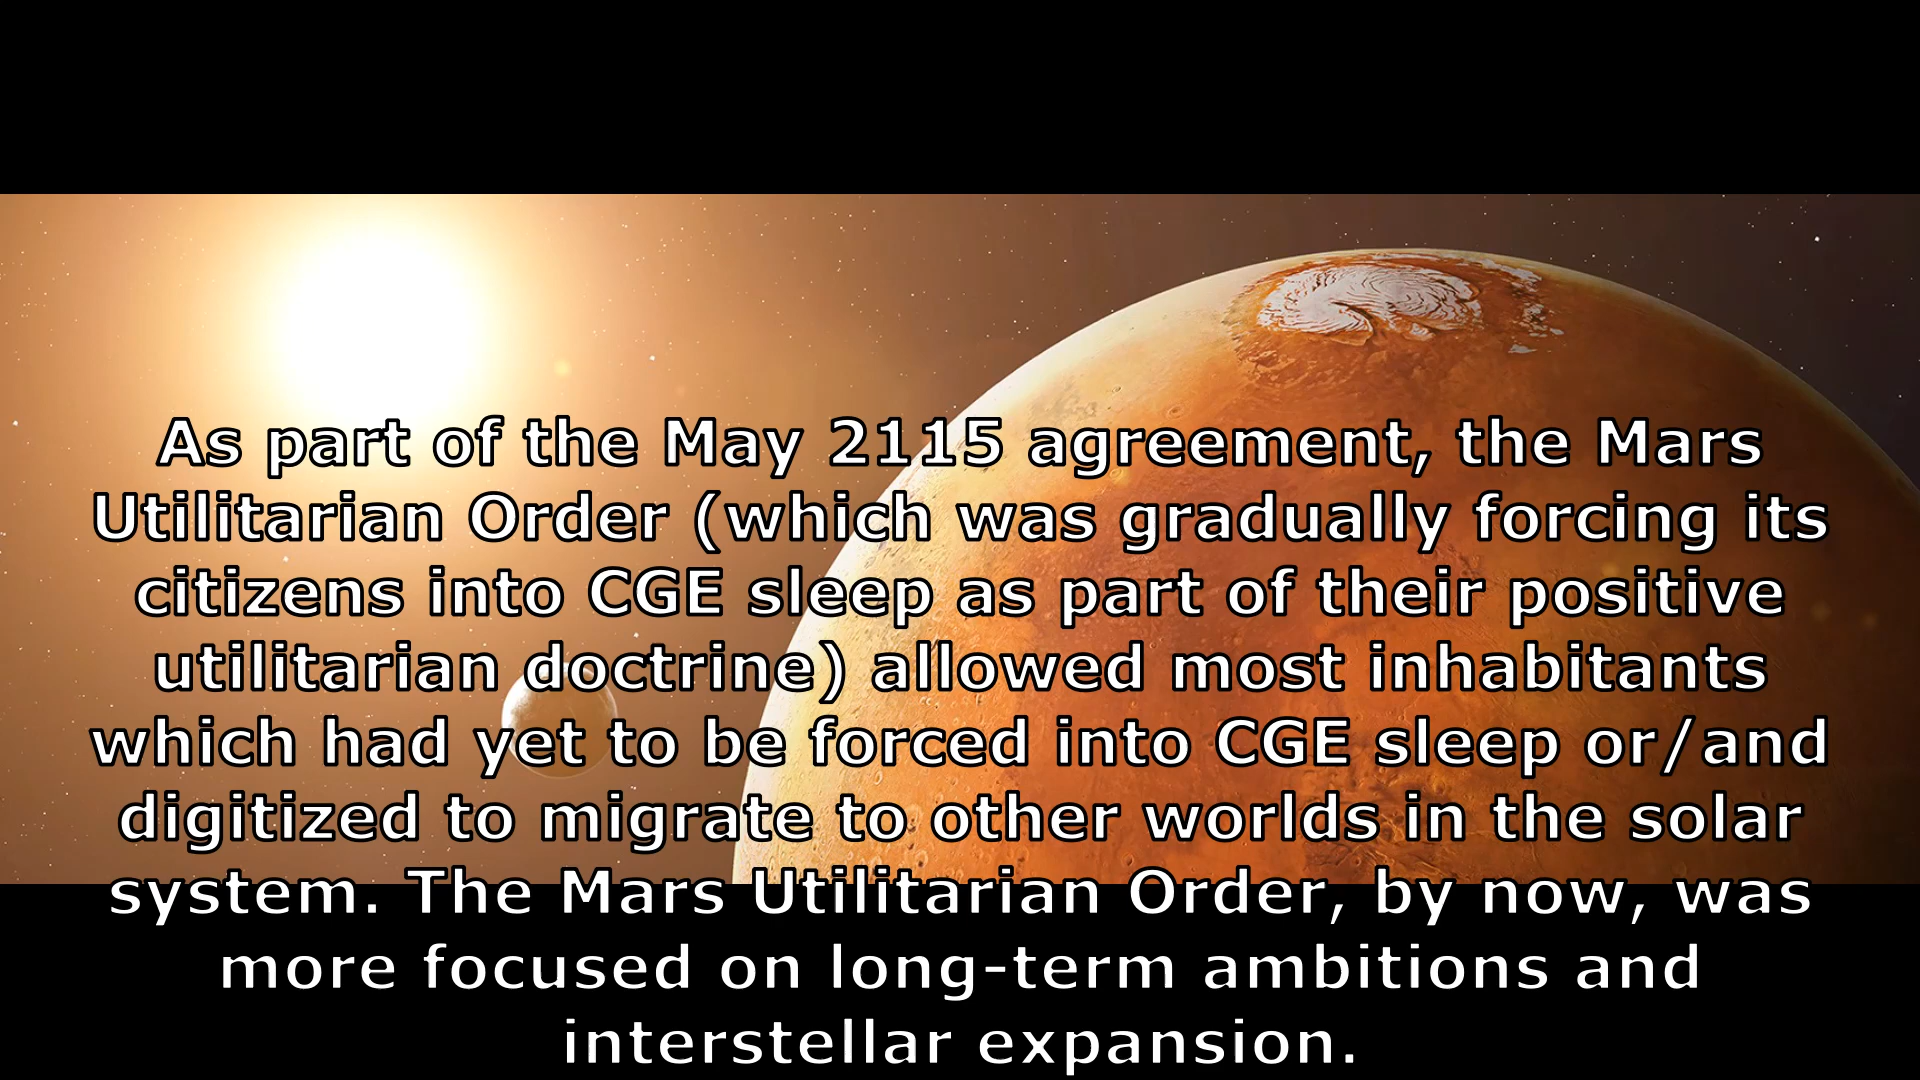 As part of the May 2115 agreement, the Mars
Utilitarian Order (which was gradually forcing its
citizens into CGE sleep as part of their positive
utilitarian doctrine) allowed most inhabitants
which had yet to be forced into CGE sleep or/and
digitized to migrate to other worlds in the solar
system. The Mars Utilitarian Order, by now, was
more focused on long-term ambitions and
interstellar expansion.